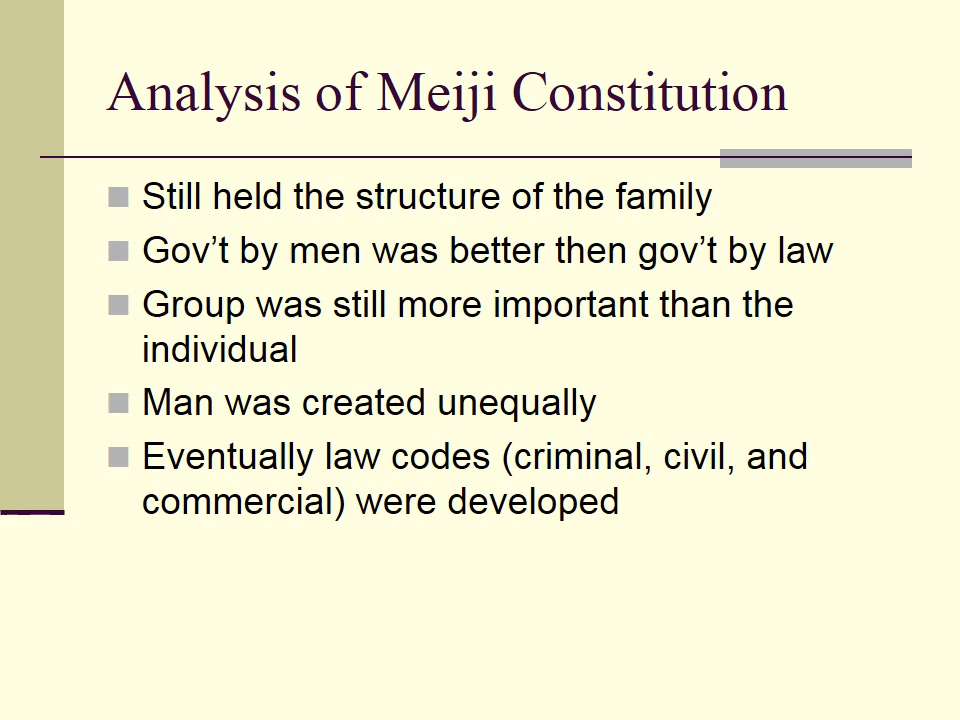 Analysis of Meiji Constitution
Still held the structure of the family
Gov’t by men was better then gov’t by law
Group was still more important than the
individual
Man was created unequally
Eventually law codes (criminal, civil, and
commercial) were developed